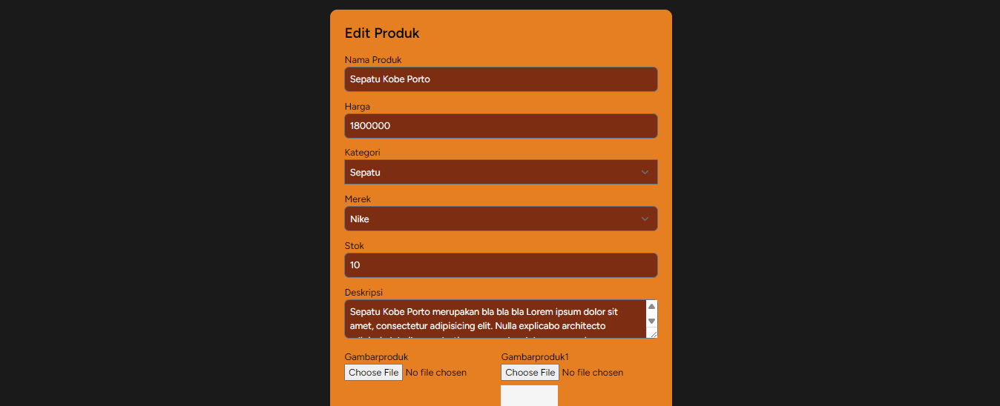 Edit Produk
Nama Produk
Sepatu Kobe Porto
Harga
1800000
Kategori
Sepatu
Merek
Nike
Stok
10
Deskripsi
Sepatu Kobe Porto merupakan bla bla bla Lorem ipsum dolor sit
amet, consectetur adipisicing elit. Nulla explicabo architecto
Gambarproduk
Gambarproduk1
Choose File No file chosen
Choose File No file chosen